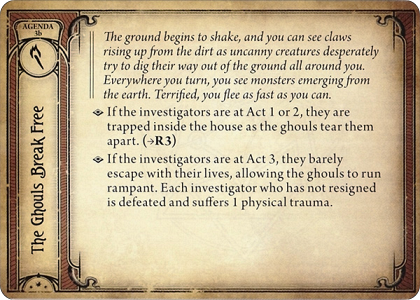 AGENDA
3b
The Ghouls Break Free
The ground begins to shake, and you can see claws
rising up from the dirt as uncanny creatures desperately
try to dig their way out of the ground all around you.
Everywhere you turn, you see monsters emerging from
the earth. Terrified, you flee as fast as you can.
If the investigators are at Act 1 or 2, they are
trapped inside the house as the ghouls tear them
apart. (→R3)
If the investigators are at Act 3, they barely
escape with their lives, allowing the ghouls to run
rampant. Each investigator who has not resigned
is defeated and suffers 1 physical trauma.